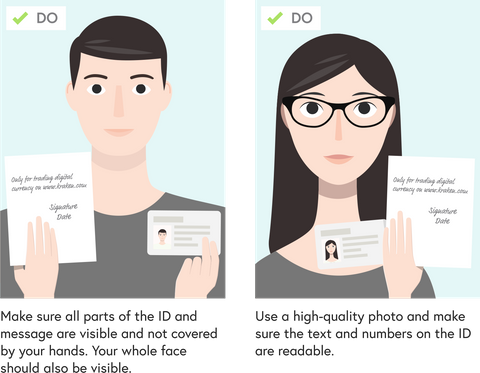 DO
Only for trading digital
currency on www.kraken.com
Signature
Date
Make sure all parts of the ID and
message are visible and not covered
by your hands. Your whole face
should also be visible.
DO
Only for trading digital
currency on www.kraken.com
Signature
Date
Use a high-quality photo and make
sure the text and numbers on the ID
are readable.